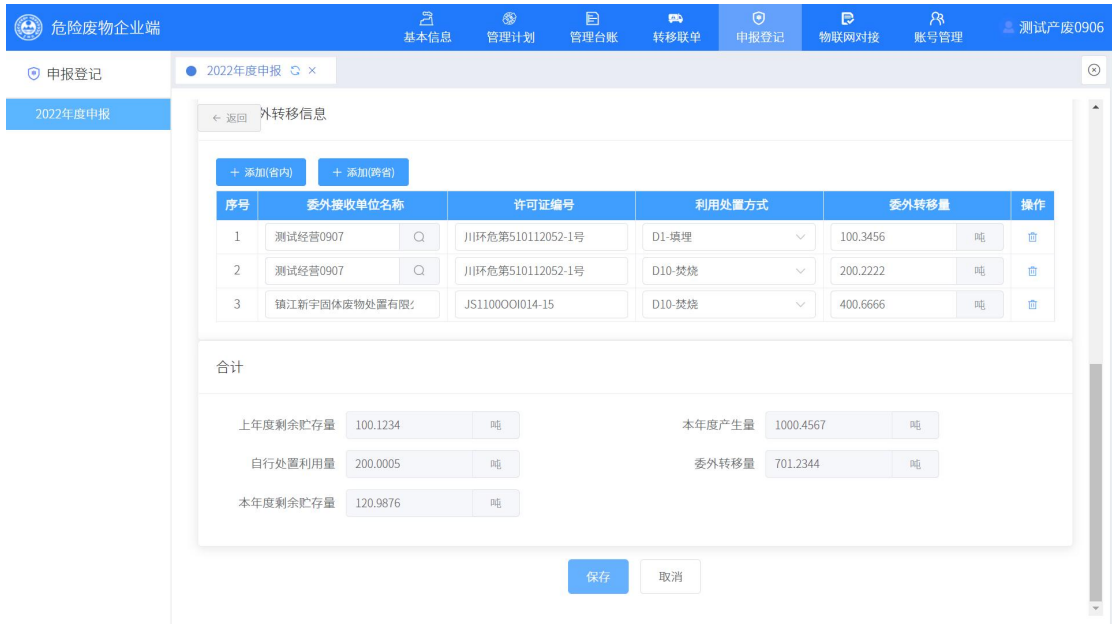 危险废物企业端
基本信息 管理计划 管理台账 转移联单 申报登记 物联网对接 账号管理 测试产废0906
申报登记
2022年度申报
2022年度申报
返回 外转移信息
+ 添加(省内) + 添加(跨省)
序号 委外接收单位名称 许可证编号 利用处置方式 委外转移量 操作
1 测试经营0907 川环危第510112052-1号 D1-填埋 100.3456 吨
2 测试经营0907 川环危第510112052-1号 D10-焚烧 200.2222 吨
3 镇江新宇固体废物处置有限 JS1100OOI014-15 D10-焚烧 400.6666 吨
合计
上年度剩余贮存量 100.1234 吨 本年度产生量 1000.4567 吨
自行处置利用量 200.0005 吨 委外转移量 701.2344 吨
本年度剩余贮存量 120.9876 吨
保存 取消